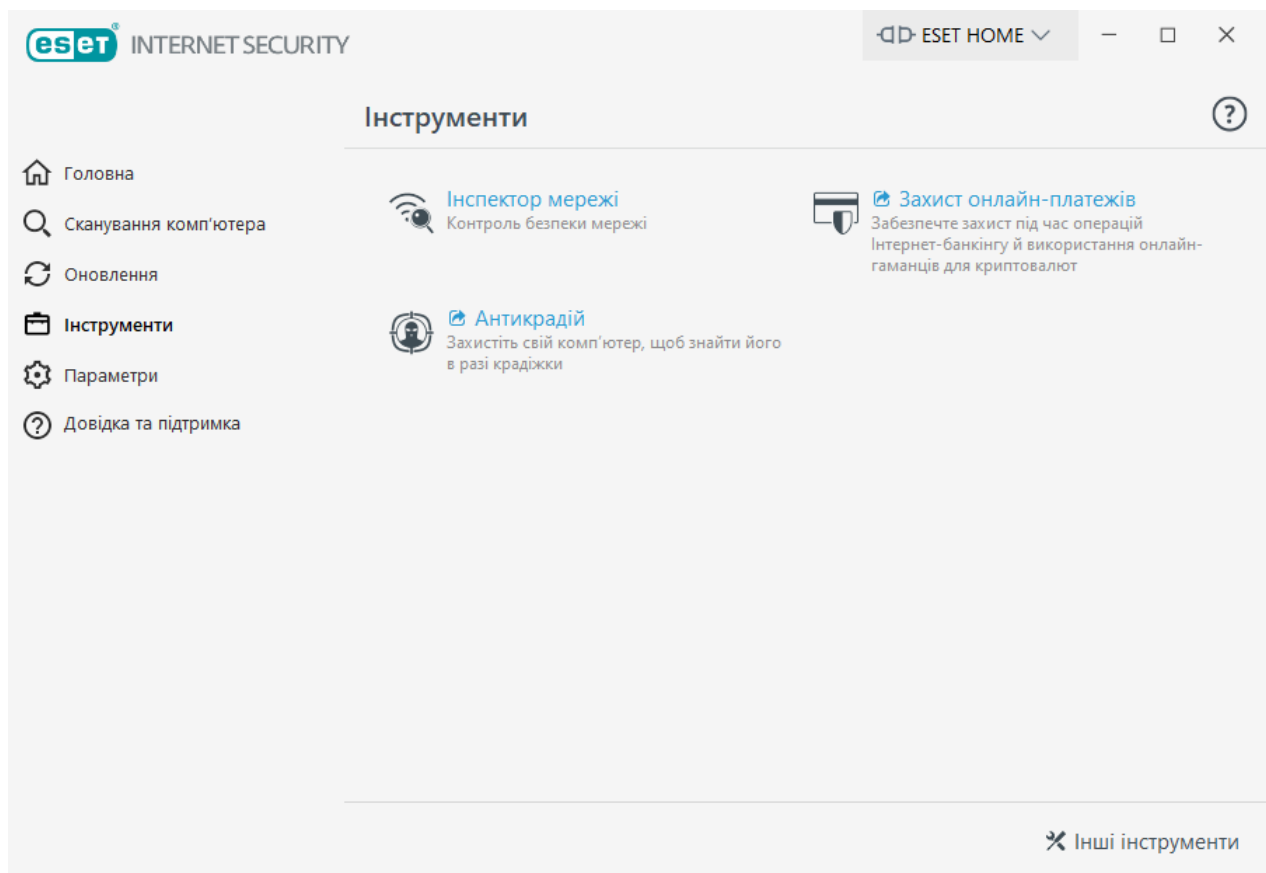 eset® INTERNET SECURITY
ESET HOME
Інструменти
Головна
Сканування комп'ютера
Оновлення
Інструменти
Параметри
Довідка та підтримка
Інспектор мережі
Контроль безпеки мережі
Захист онлайн-платежів
Забезпечте захист під час операцій
Інтернет-банкінгу й використання онлайн-
гаманців для криптовалют
Антикрадій
Захистіть свій комп'ютер, щоб знайти його
в разі крадіжки
Інші інструменти